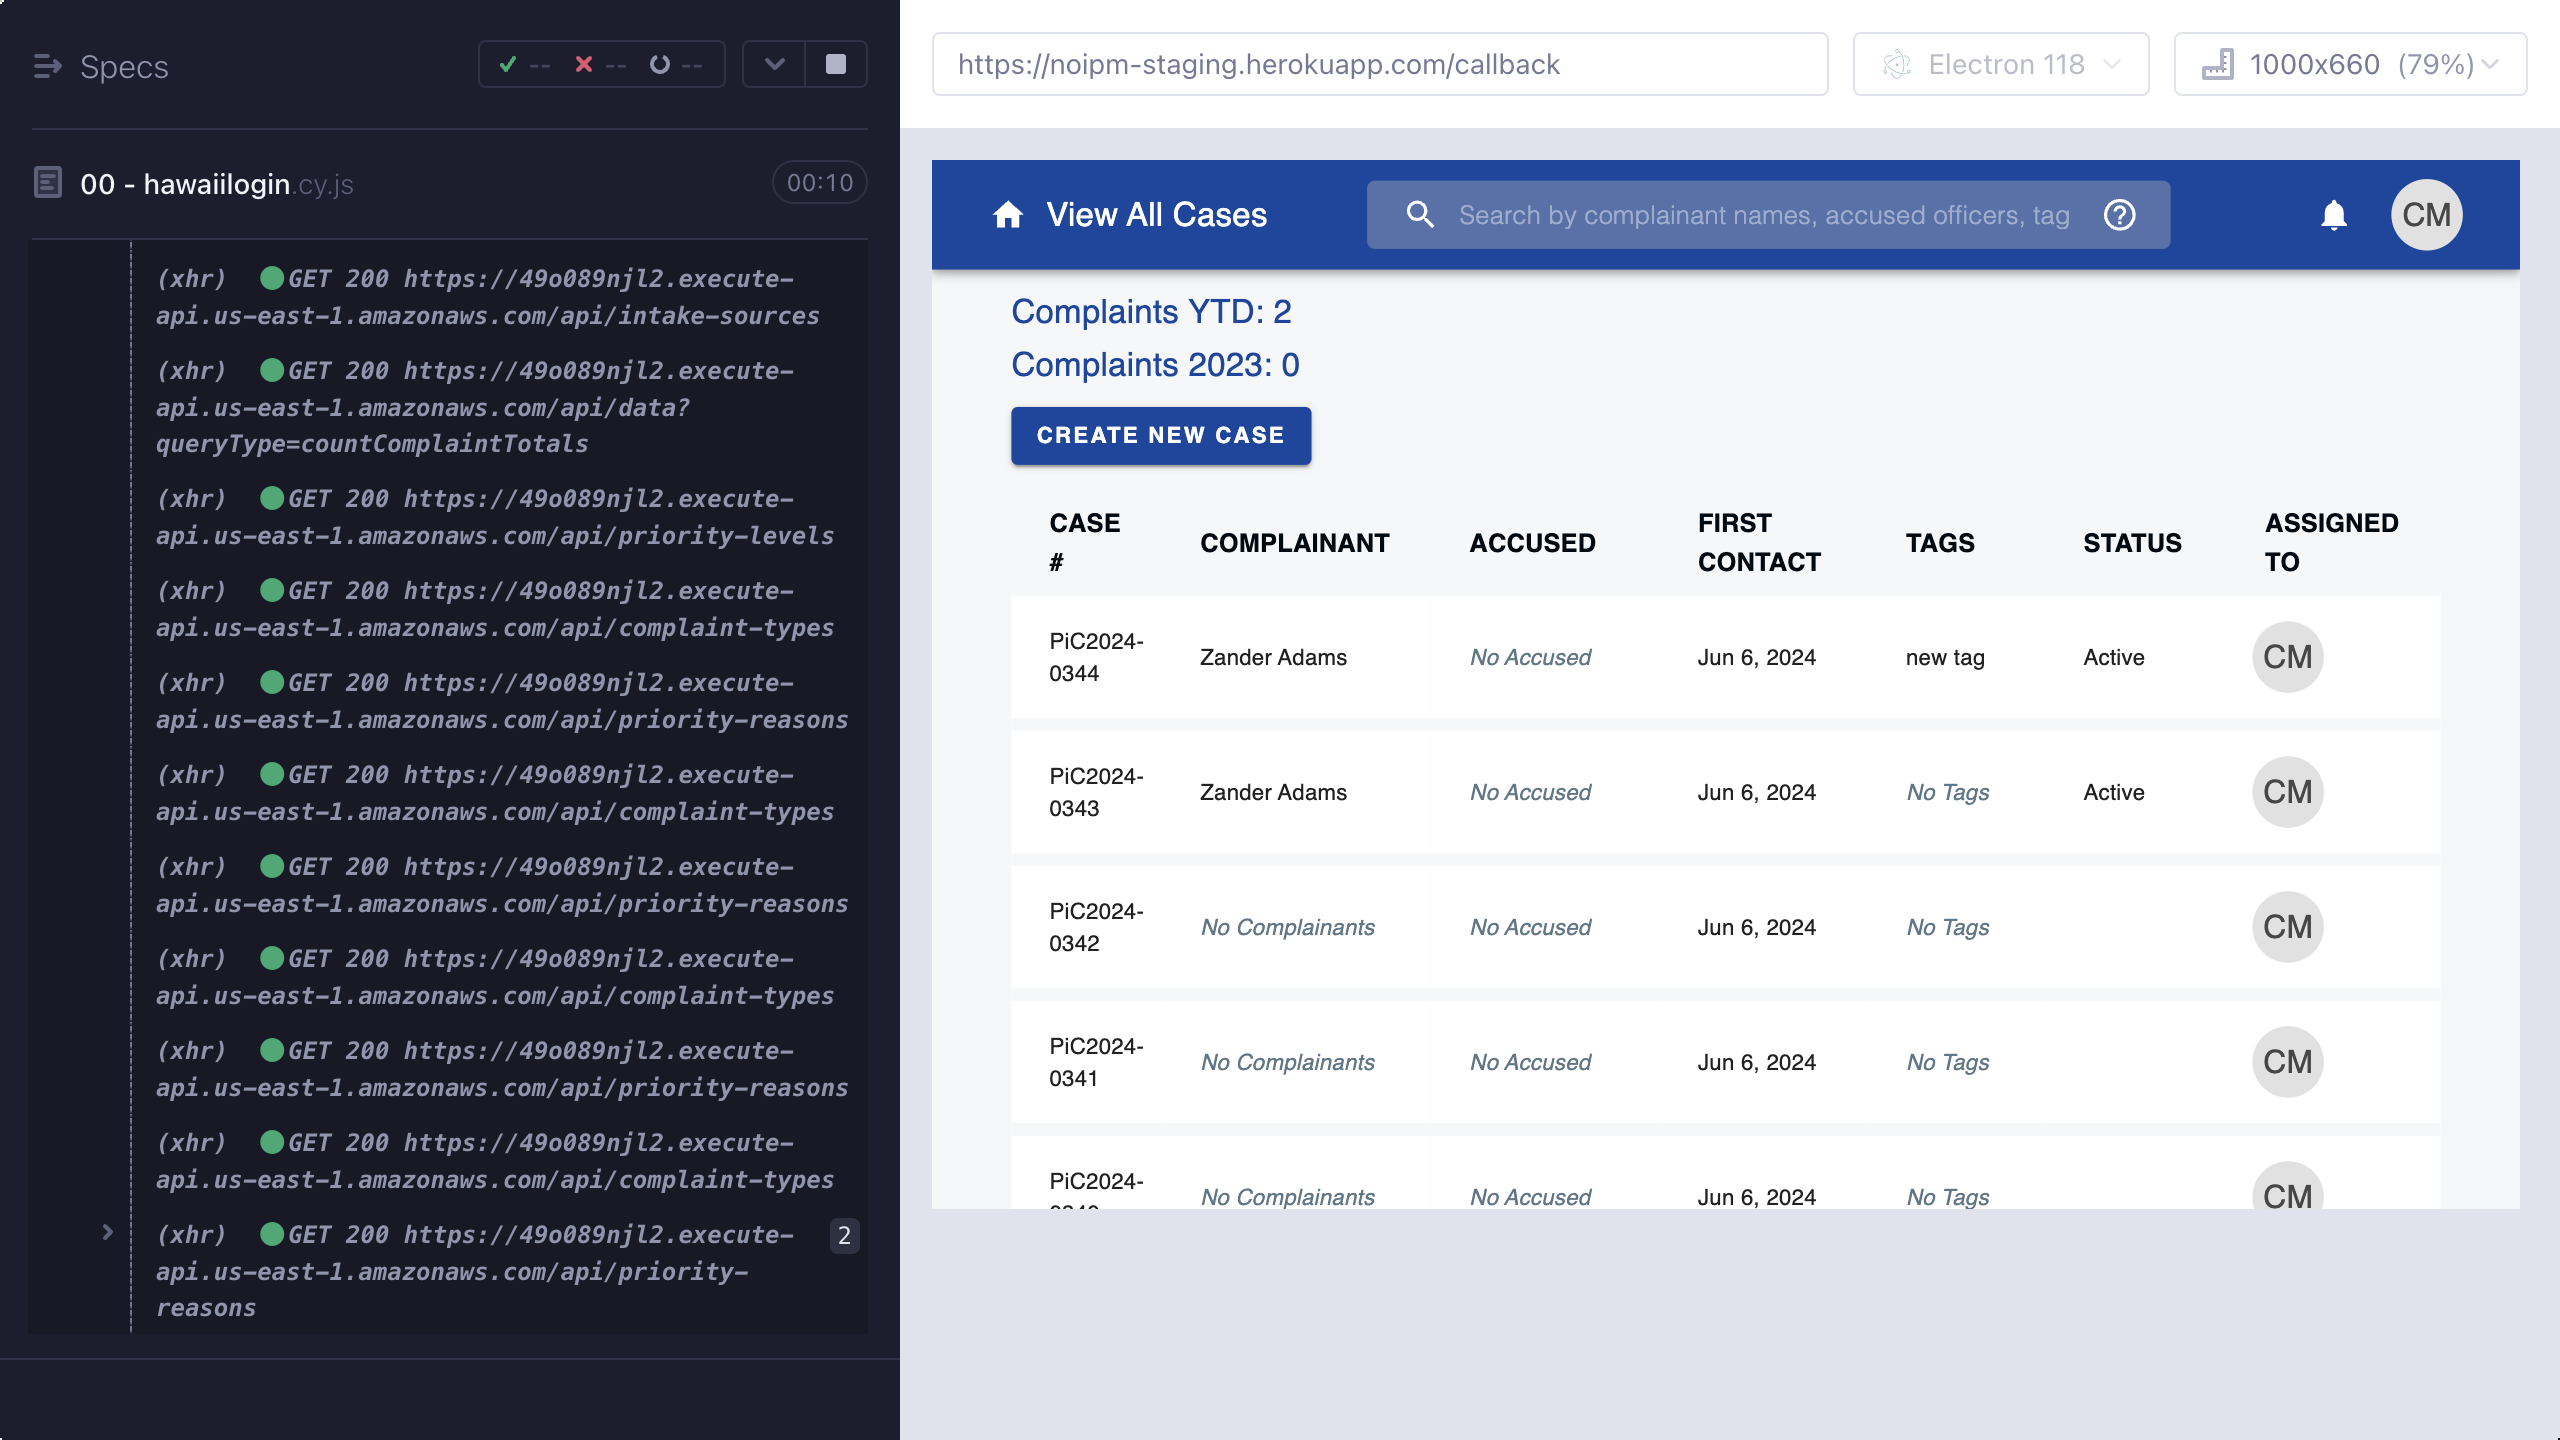 Specs
--
--
--
00 - hawaiilogin.cy.js
00:10
(xhr) GET 200 https://49o089njl2.execute-
api.us-east-1.amazonaws.com/api/intake-sources
(xhr) GET 200 https://49o089njl2.execute-
api.us-east-1.amazonaws.com/api/data?
queryType=countComplaintTotals
(xhr) GET 200 https://49o089njl2.execute-
api.us-east-1.amazonaws.com/api/priority-levels
(xhr) GET 200 https://49o089njl2.execute-
api.us-east-1.amazonaws.com/api/complaint-types
(xhr) GET 200 https://49o089njl2.execute-
api.us-east-1.amazonaws.com/api/priority-reasons
(xhr) GET 200 https://49o089njl2.execute-
api.us-east-1.amazonaws.com/api/complaint-types
(xhr) GET 200 https://49o089njl2.execute-
api.us-east-1.amazonaws.com/api/priority-reasons
(xhr) GET 200 https://49o089njl2.execute-
api.us-east-1.amazonaws.com/api/complaint-types
(xhr) GET 200 https://49o089njl2.execute-
api.us-east-1.amazonaws.com/api/priority-reasons
(xhr) GET 200 https://49o089njl2.execute-
api.us-east-1.amazonaws.com/api/complaint-types
(xhr) GET 200 https://49o089njl2.execute-
api.us-east-1.amazonaws.com/api/priority-
reasons
2
https://noipm-staging.herokuapp.com/callback
Electron 118
1000x660 (79%)
View All Cases
Search by complainant names, accused officers, tag
CM
Complaints YTD: 2
Complaints 2023: 0
CREATE NEW CASE
CASE
#
COMPLAINANT
ACCUSED
FIRST
CONTACT
TAGS
STATUS
ASSIGNED
TO
PiC2024-
0344
Zander Adams
No Accused
Jun 6, 2024
new tag
Active
CM
PiC2024-
0343
Zander Adams
No Accused
Jun 6, 2024
No Tags
Active
CM
PiC2024-
0342
No Complainants
No Accused
Jun 6, 2024
No Tags
CM
PiC2024-
0341
No Complainants
No Accused
Jun 6, 2024
No Tags
CM
PiC2024-
No Complainants
No Accused
Jun 6, 2024
No Tags
CM